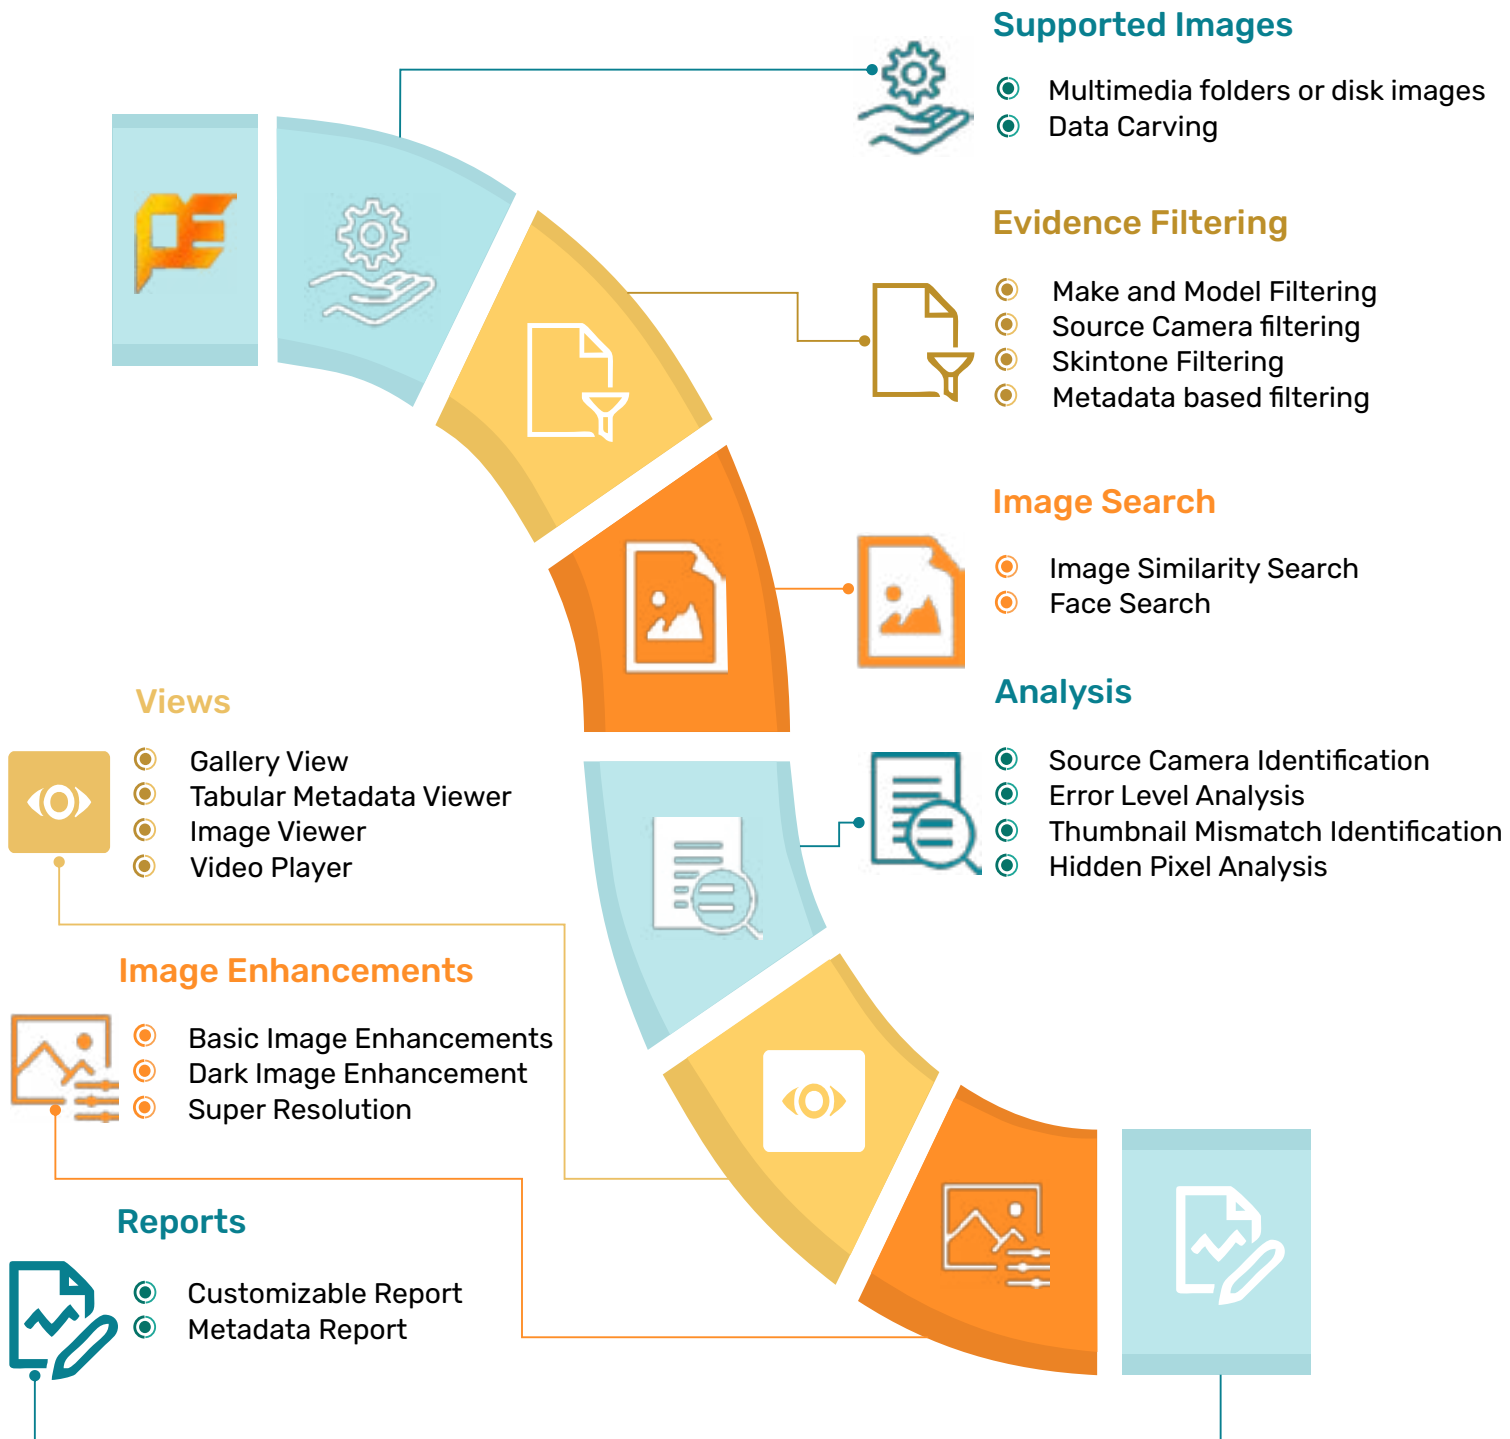 Supported Images
Multimedia folders or disk images
Data Carving
Evidence Filtering
Make and Model Filtering
Source Camera filtering
Skintone Filtering
Metadata based filtering
Image Search
Image Similarity Search
Face Search
Analysis
Source Camera Identification
Error Level Analysis
Thumbnail Mismatch Identification
Hidden Pixel Analysis
Views
Gallery View
Tabular Metadata Viewer
Image Viewer
Video Player
Image Enhancements
Basic Image Enhancements
Dark Image Enhancement
Super Resolution
Reports
Customizable Report
Metadata Report